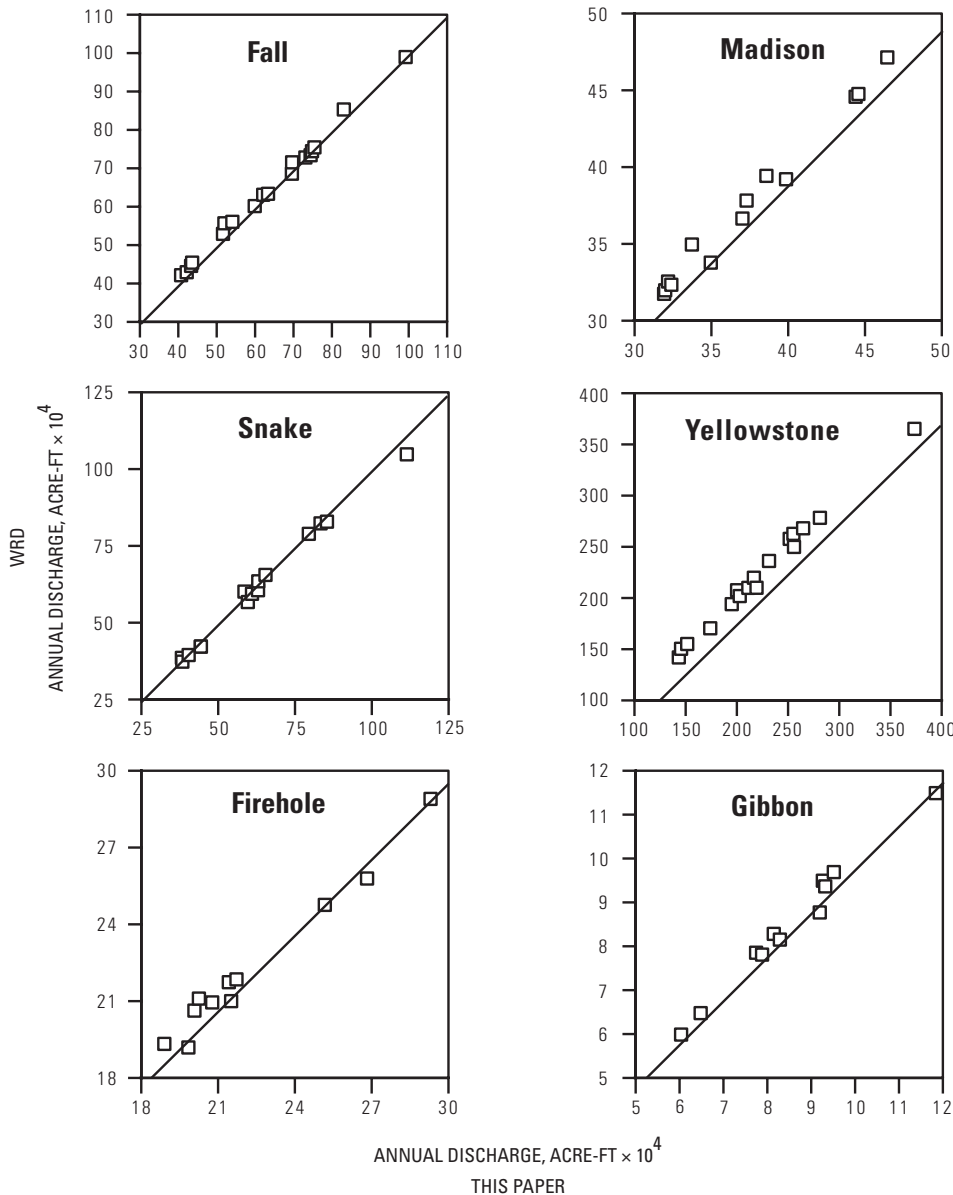 WRD
ANNUAL DISCHARGE, ACRE-FT × 10^4
Fall
110
100
90
80
70
60
50
40
30
30 40 50 60 70 80 90 100 110
Madison
50
45
40
35
30
30 35 40 45 50
Snake
125
100
75
50
25
25 50 75 100 125
Yellowstone
400
350
300
250
200
150
100
100 150 200 250 300 350 400
Firehole
30
27
24
21
18
18 21 24 27 30
Gibbon
12
11
10
9
8
7
6
5
5 6 7 8 9 10 11 12
ANNUAL DISCHARGE, ACRE-FT × 10^4
THIS PAPER